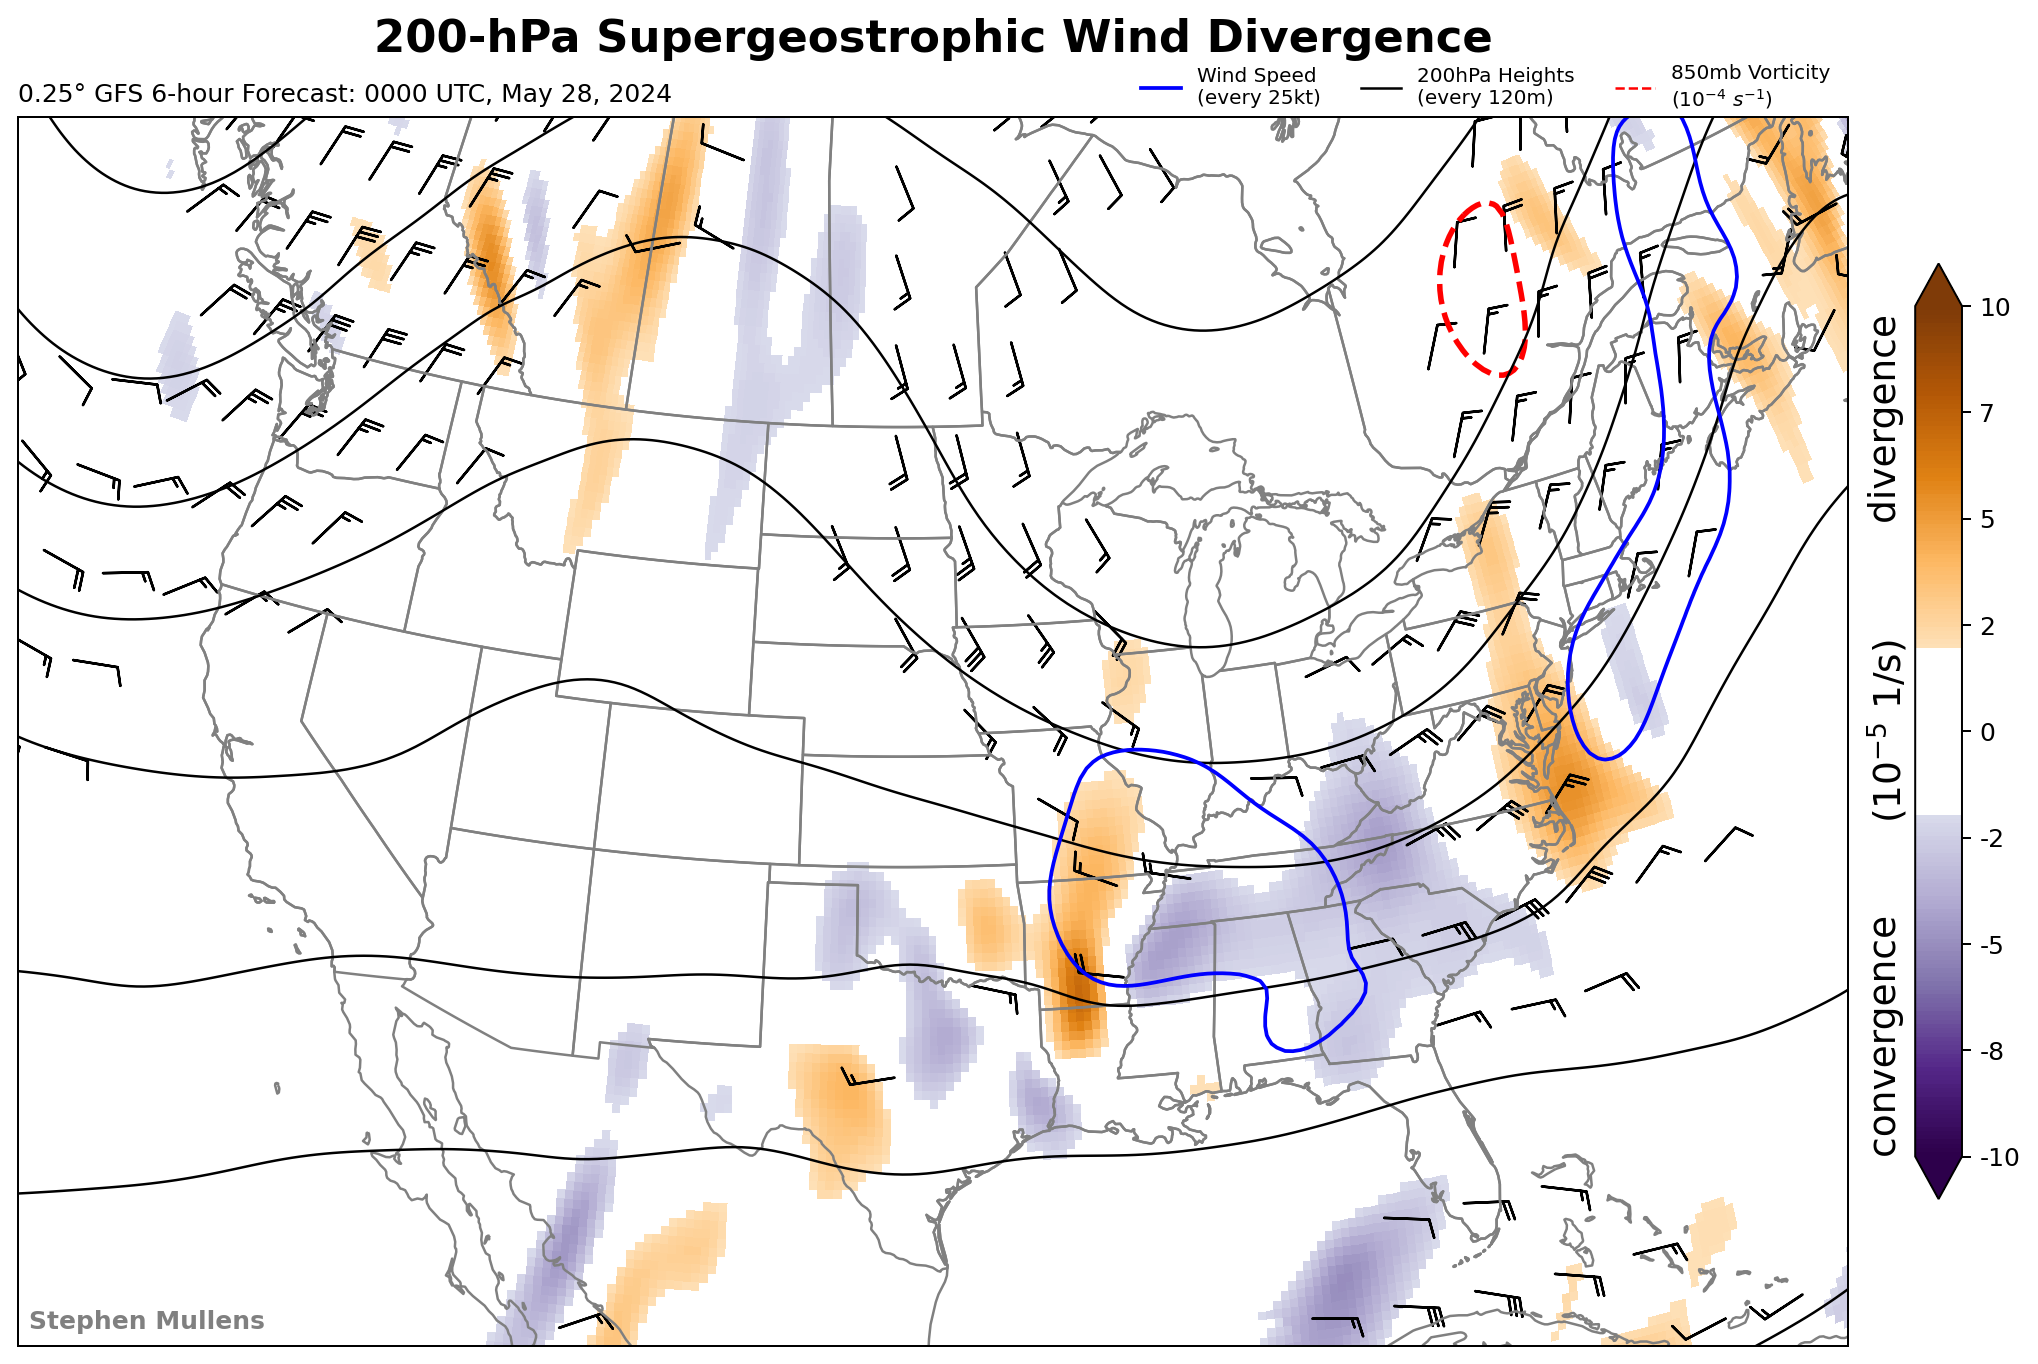 200-hPa Supergeostrophic Wind Divergence
0.25° GFS 6-hour Forecast: 0000 UTC, May 28, 2024
Wind Speed
(every 25kt)
200hPa Heights
(every 120m)
850mb Vorticity
(10⁻⁴ s⁻¹)
10
7
5
2
0
-2
-5
-8
-10
convergence (10⁻⁵ 1/s) divergence
Stephen Mullens